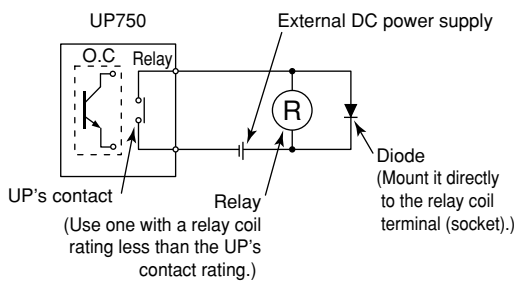 UP750
External DC power supply
O.C
Relay
R
Diode
(Mount it directly
to the relay coil
terminal (socket).)
UP's contact
Relay
(Use one with a relay coil
rating less than the UP's
contact rating.)